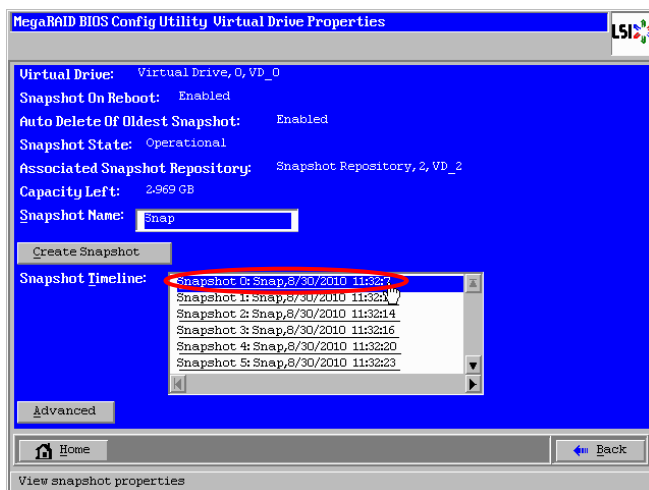 MegaRAID BIOS Config Utility Virtual Drive Properties
LSI
Virtual Drive: Virtual Drive, 0, VD_0
Snapshot On Reboot: Enabled
Auto Delete Of Oldest Snapshot: Enabled
Snapshot State: Operational
Associated Snapshot Repository: Snapshot Repository, 2, VD_2
Capacity Left: 2.969 GB
Snapshot Name: Snap
Create Snapshot
Snapshot Timeline:
Snapshot 0: Snap,8/30/2010
Snapshot 1: Snap,8/30/2010
Snapshot 2: Snap,8/30/2010 11:32:14
Snapshot 3: Snap,8/30/2010 11:32:16
Snapshot 4: Snap,8/30/2010 11:32:20
Snapshot 5: Snap,8/30/2010 11:32:23
Advanced
Home
Back
View snapshot properties